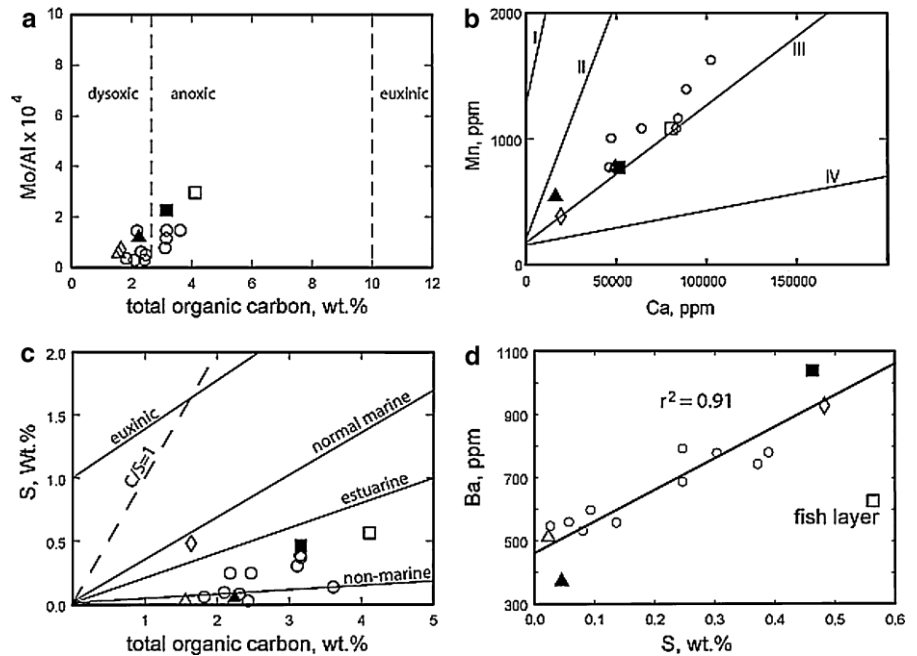 a
10
8
6
4
2
0
Mo/Al x 10⁴
dysoxic
anoxic
euxinic
0 2 4 6 8 10 12
total organic carbon, wt.%
b
2000
1000
0
Mn, ppm
I
II
III
IV
0 50000 100000 150000
Ca, ppm
c
2.0
1.5
1.0
0.5
0.0
S, Wt.%
euxinic
C/S=1
normal marine
estuarine
non-marine
0 1 2 3 4 5
total organic carbon, wt.%
d
1100
900
700
500
300
Ba, ppm
r² = 0.91
fish layer
0.0 0.1 0.2 0.3 0.4 0.5 0.6
S, wt.%